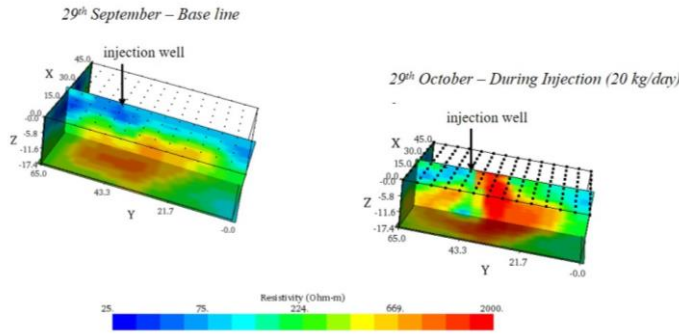 29th September – Base line
injection well
45.0
X 30.0
15.0
0.0
-0.0
Z -5.8
-11.6
-17.4
65.0
43.3
Y 21.7
-0.0
29th October – During Injection (20 kg/day)
-
injection well
X 45.0
30.0
15.0
0.0
-0.0
-5.8
Z -11.6
-17.4
65.0
43.3
Y 21.7
-0.0
Resistivity (Ohm-m)
25. 75. 224. 669. 2000.